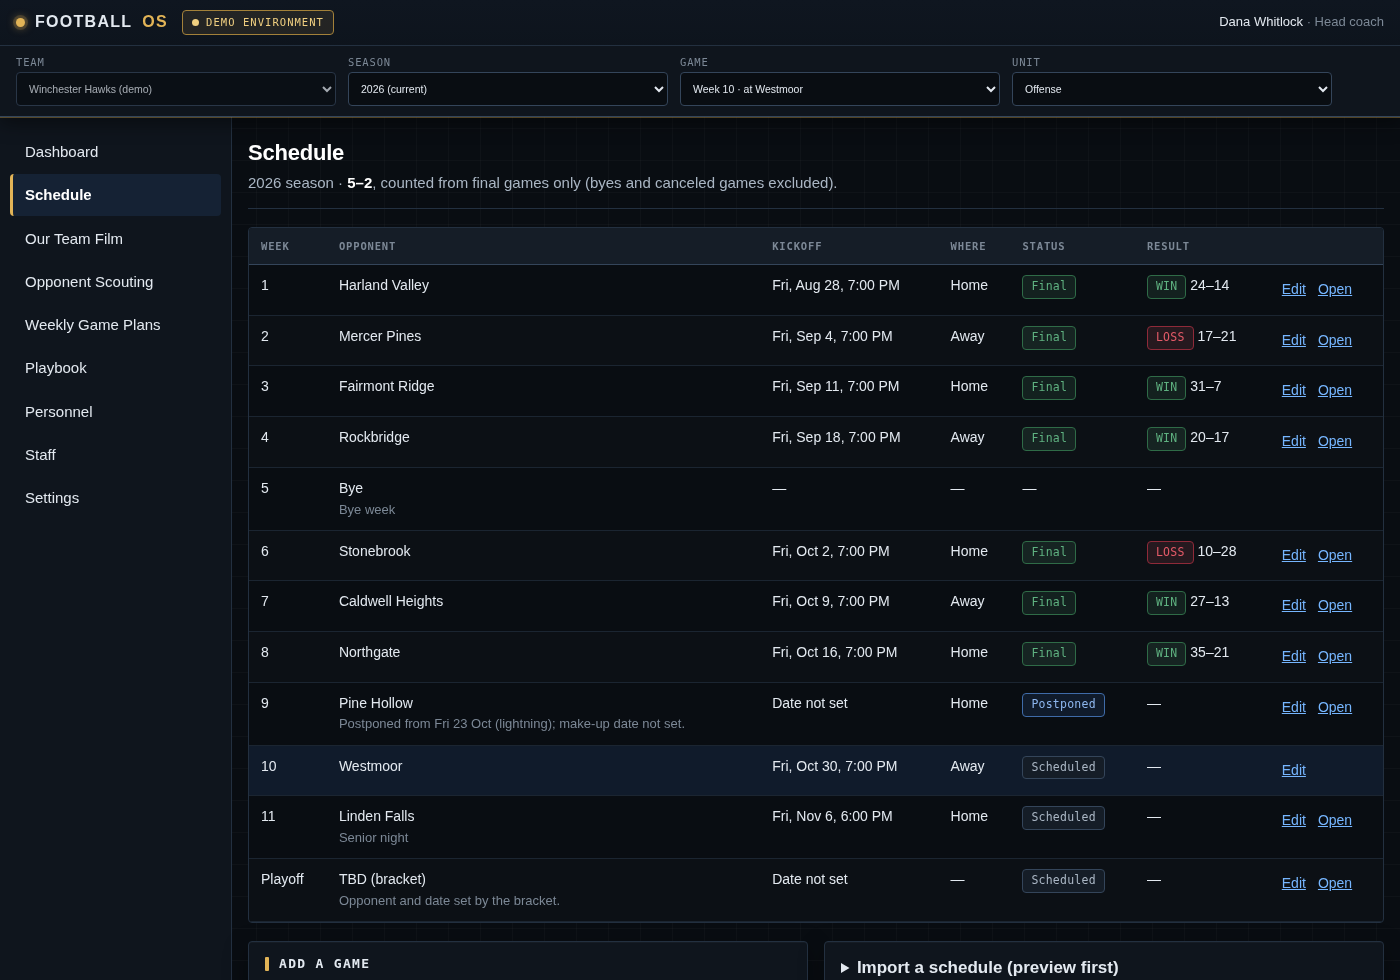 FOOTBALL OS DEMO ENVIRONMENT Dana Whitlock · Head coach
TEAM SEASON GAME UNIT
Winchester Hawks (demo) 2026 (current) Week 10 · at Westmoor Offense
Dashboard
Schedule
Our Team Film
Opponent Scouting
Weekly Game Plans
Playbook
Personnel
Staff
Settings
Schedule
2026 season · 5–2, counted from final games only (byes and canceled games excluded).
WEEK OPPONENT KICKOFF WHERE STATUS RESULT
1 Harland Valley Fri, Aug 28, 7:00 PM Home Final WIN 24–14 Edit Open
2 Mercer Pines Fri, Sep 4, 7:00 PM Away Final LOSS 17–21 Edit Open
3 Fairmont Ridge Fri, Sep 11, 7:00 PM Home Final WIN 31–7 Edit Open
4 Rockbridge Fri, Sep 18, 7:00 PM Away Final WIN 20–17 Edit Open
5 Bye — — — —
Bye week
6 Stonebrook Fri, Oct 2, 7:00 PM Home Final LOSS 10–28 Edit Open
7 Caldwell Heights Fri, Oct 9, 7:00 PM Away Final WIN 27–13 Edit Open
8 Northgate Fri, Oct 16, 7:00 PM Home Final WIN 35–21 Edit Open
9 Pine Hollow Date not set Home Postponed — Edit Open
Postponed from Fri 23 Oct (lightning); make-up date not set.
10 Westmoor Fri, Oct 30, 7:00 PM Away Scheduled — Edit
11 Linden Falls Fri, Nov 6, 6:00 PM Home Scheduled — Edit Open
Senior night
Playoff TBD (bracket) Date not set — Scheduled — Edit Open
Opponent and date set by the bracket.
ADD A GAME
Import a schedule (preview first)